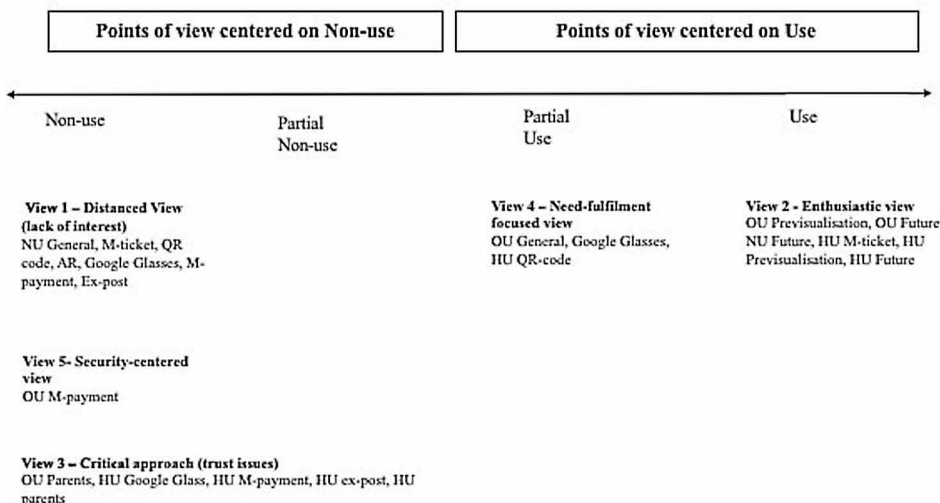 Points of view centered on Non-use
Points of view centered on Use
Non-use
Partial
Non-use
Partial
Use
Use
View 1 – Distanced View
(lack of interest)
NU General, M-ticket, QR
code, AR, Google Glasses, M-
payment, Ex-post
View 4 – Need-fulfilment
focused view
OU General, Google Glasses,
HU QR-code
View 2 - Enthusiastic view
OU Previsualisation, OU Future
NU Future, HU M-ticket, HU
Previsualisation, HU Future
View 5- Security-centered
view
OU M-payment
View 3 – Critical approach (trust issues)
OU Parents, HU Google Glass, HU M-payment, HU ex-post, HU
parents